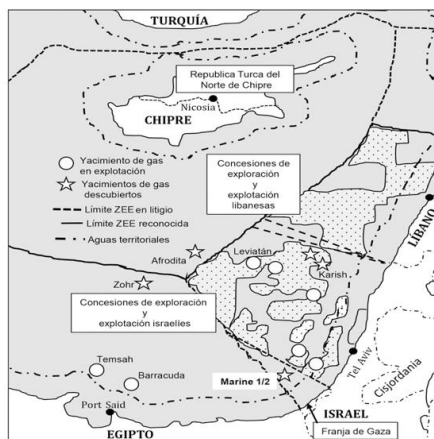 TURQUÍA
Republica Turca del
Norte de Chipre
Nicosia
CHIPRE
Yacimiento de gas
en explotación
Yacimientos de gas
descubiertos
Límite ZEE en litigio
Límite ZEE reconocida
Aguas territoriales
Concesiones de
exploración
y
explotación
libanesas
LÍBANO
Afrodita
Leviatán
Karish
Zohr
Concesiones de exploración
y
explotación israelíes
Temsah
Barracuda
Marine 1/2
Tel Aviv
Cisjordania
Port Said
EGIPTO
ISRAEL
Franja de Gaza